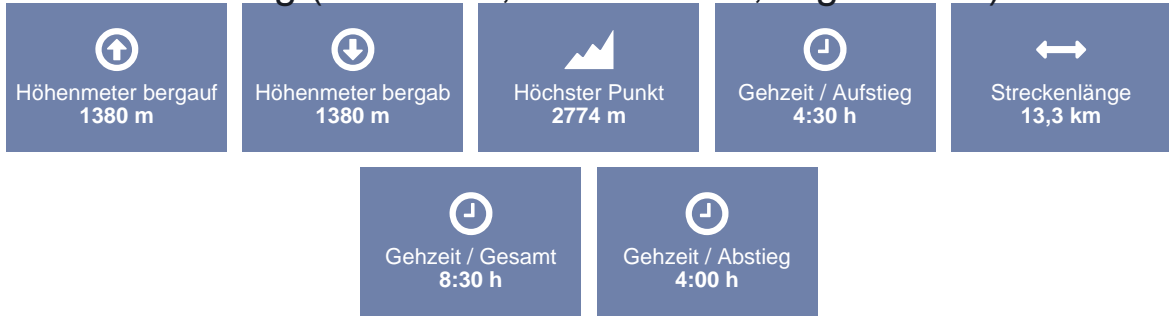 Höhenmeter bergauf
1380 m
Höhenmeter bergab
1380 m
Höchster Punkt
2774 m
Gehzeit / Aufstieg
4:30 h
Streckenlänge
13,3 km
Gehzeit / Gesamt
8:30 h
Gehzeit / Abstieg
4:00 h